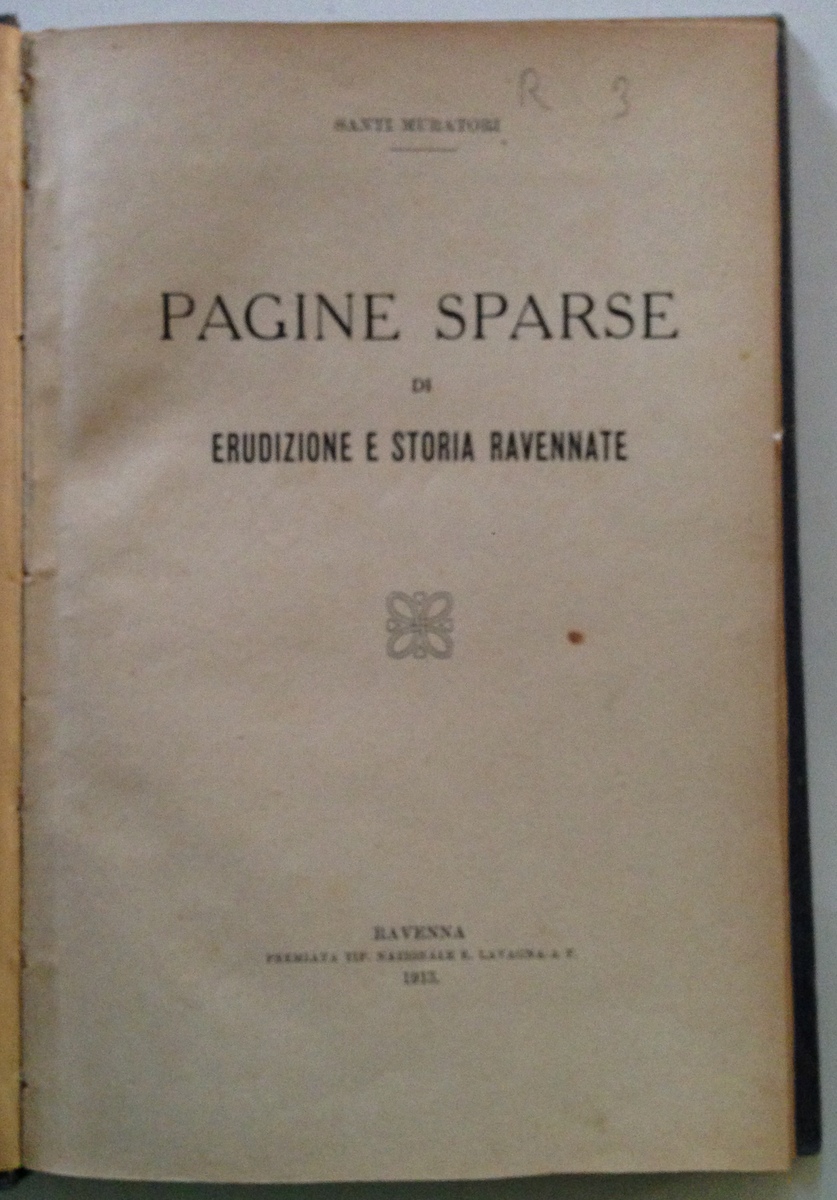 R 3
SANTI MURATORI
PAGINE SPARSE
DI
ERUDIZIONE E STORIA RAVENNATE
RAVENNA
PREMIATA TIP. NAZIONALE E. LAVAGNA & F.
1913.